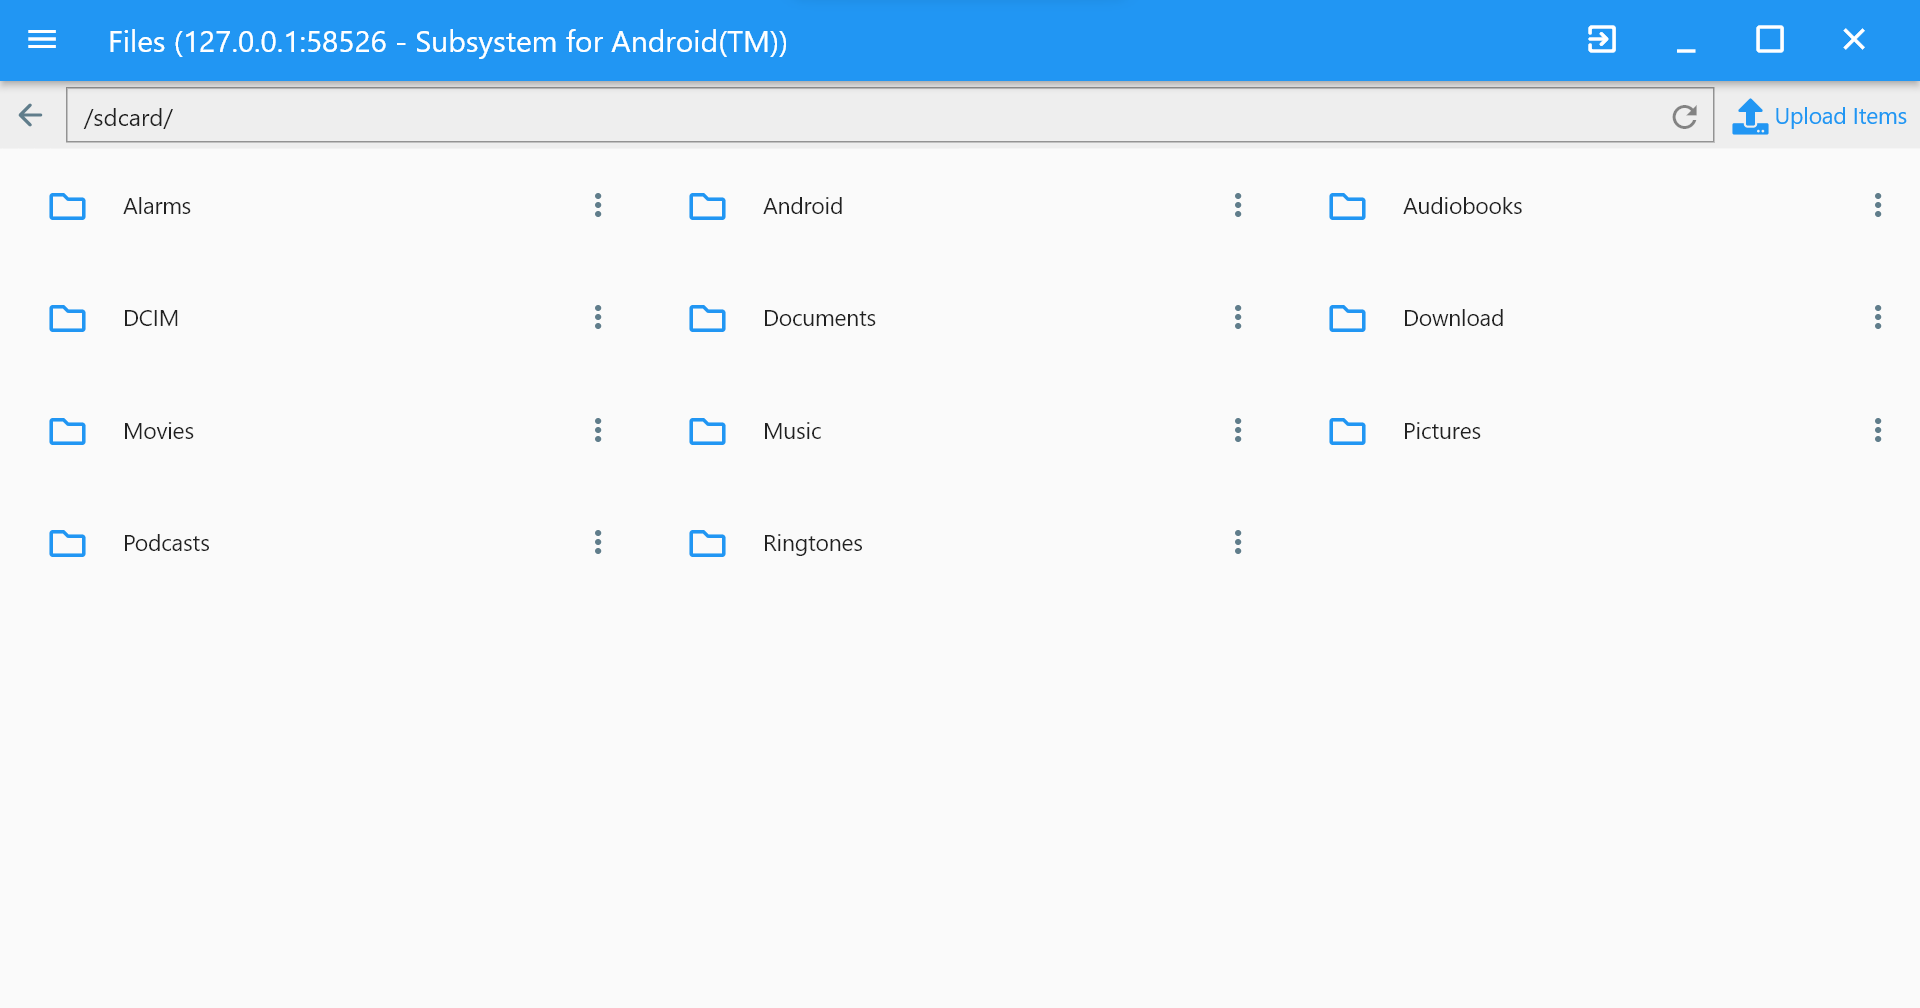 Files (127.0.0.1:58526 - Subsystem for Android(TM))
/sdcard/
Upload Items
Alarms
Android
Audiobooks
DCIM
Documents
Download
Movies
Music
Pictures
Podcasts
Ringtones